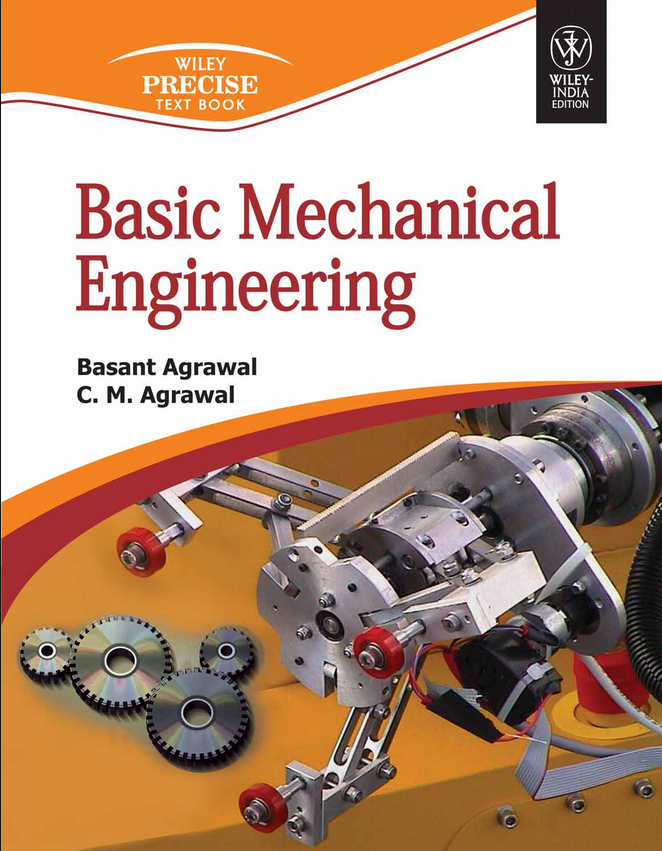 WILEY
PRECISE
TEXT BOOK
WILEY-
INDIA
EDITION
Basic Mechanical
Engineering
Basant Agrawal
C. M. Agrawal